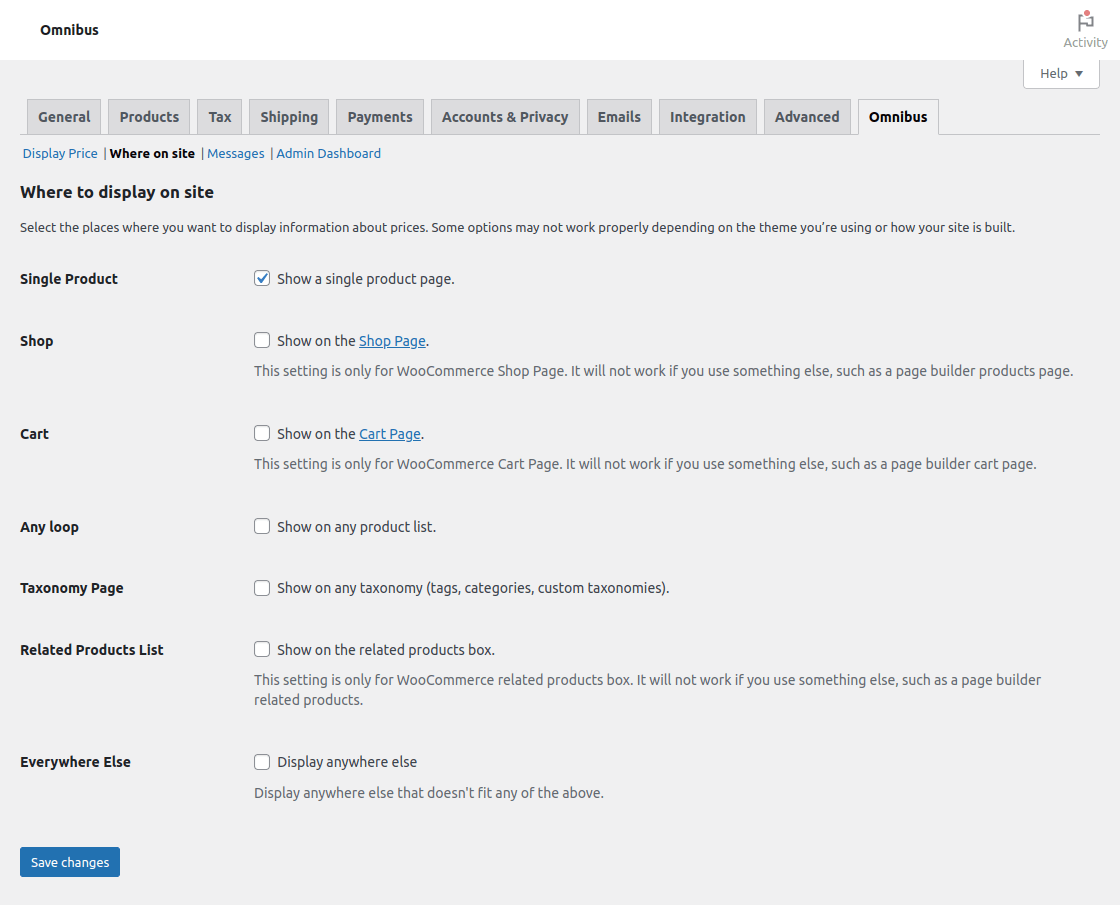 Omnibus
Activity
Help ▼
General Products Tax Shipping Payments Accounts & Privacy Emails Integration Advanced Omnibus
Display Price | Where on site | Messages | Admin Dashboard
Where to display on site
Select the places where you want to display information about prices. Some options may not work properly depending on the theme you’re using or how your site is built.
Single Product Show a single product page.
Shop Show on the Shop Page.
This setting is only for WooCommerce Shop Page. It will not work if you use something else, such as a page builder products page.
Cart Show on the Cart Page.
This setting is only for WooCommerce Cart Page. It will not work if you use something else, such as a page builder cart page.
Any loop Show on any product list.
Taxonomy Page Show on any taxonomy (tags, categories, custom taxonomies).
Related Products List Show on the related products box.
This setting is only for WooCommerce related products box. It will not work if you use something else, such as a page builder
related products.
Everywhere Else Display anywhere else
Display anywhere else that doesn't fit any of the above.
Save changes